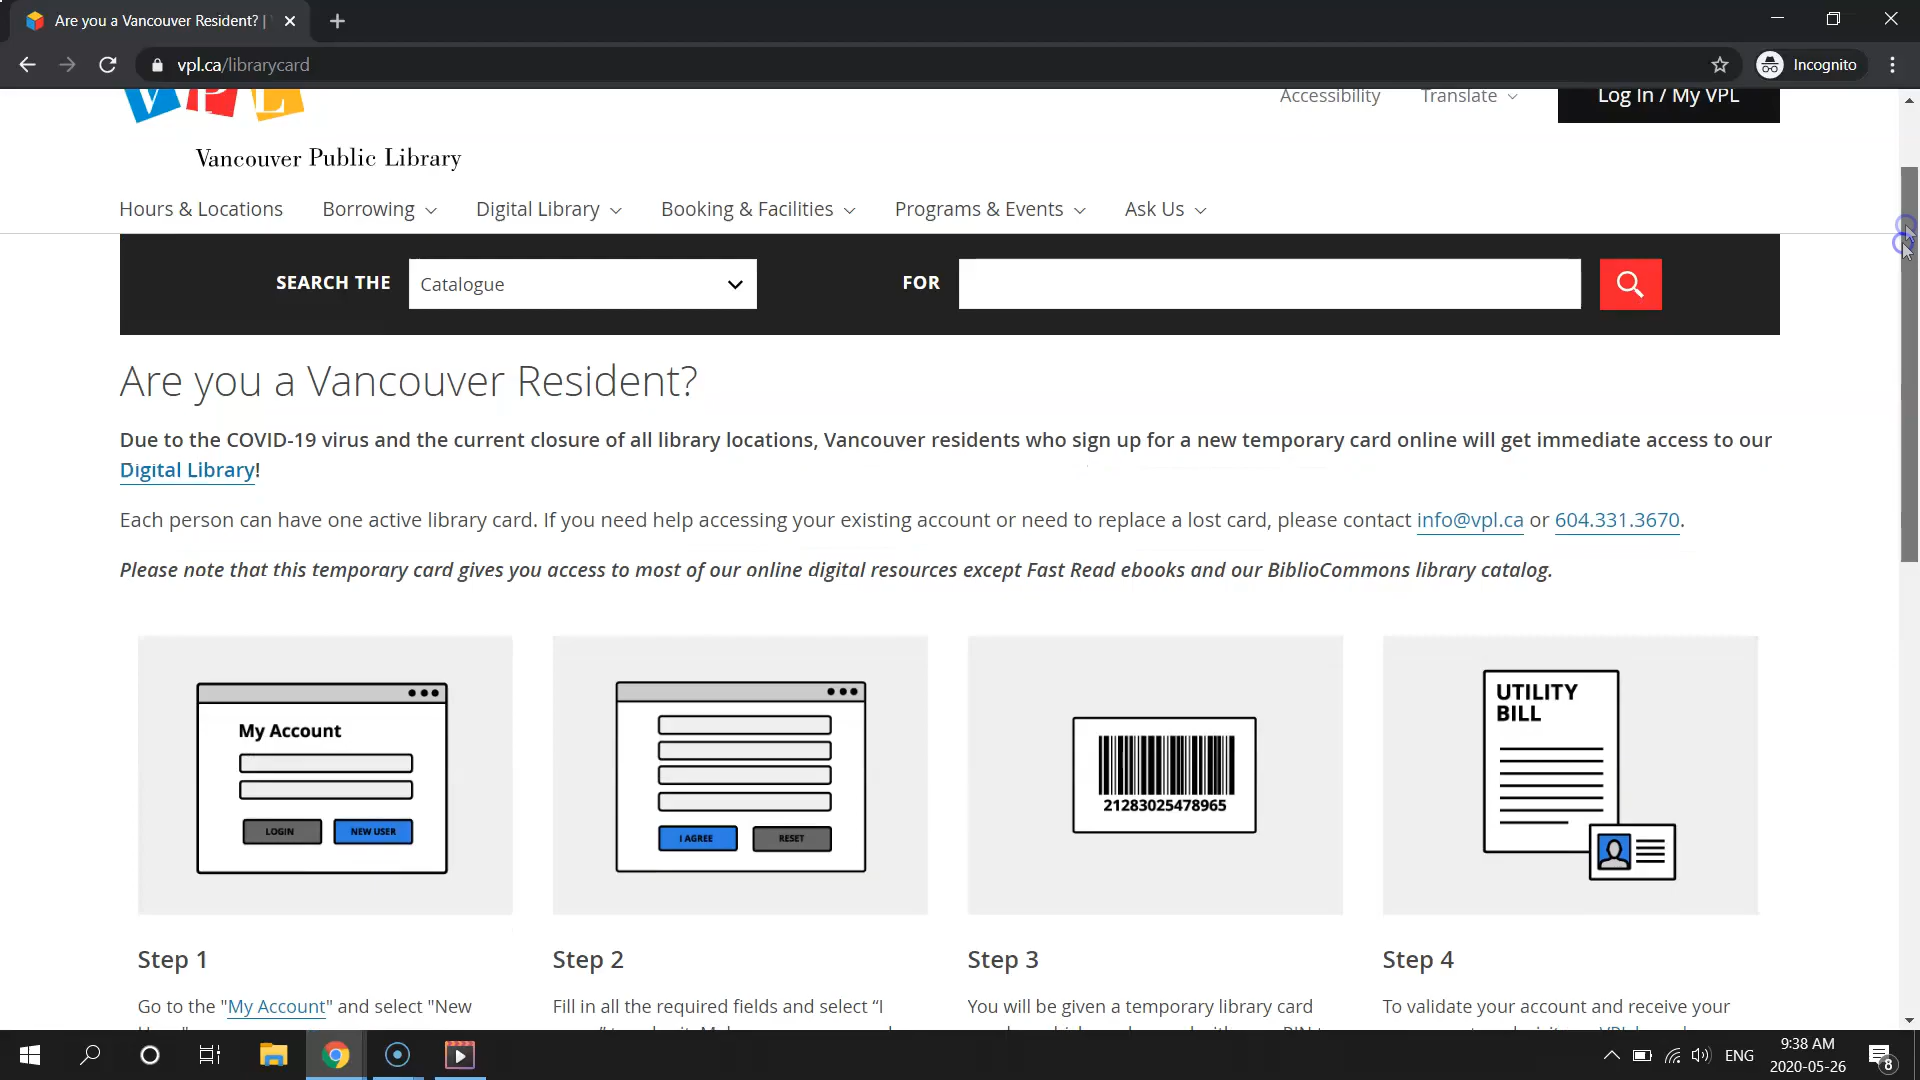 Are you a Vancouver Resident? |
vpl.ca/librarycard
Incognito
VPL
Accessibility
Translate
Log In / My VPL
Vancouver Public Library
Hours & Locations
Borrowing
Digital Library
Booking & Facilities
Programs & Events
Ask Us
SEARCH THE
Catalogue
FOR
Are you a Vancouver Resident?
Due to the COVID-19 virus and the current closure of all library locations, Vancouver residents who sign up for a new temporary card online will get immediate access to our
Digital Library!
Each person can have one active library card. If you need help accessing your existing account or need to replace a lost card, please contact info@vpl.ca or 604.331.3670.
Please note that this temporary card gives you access to most of our online digital resources except Fast Read ebooks and our BiblioCommons library catalog.
My Account
LOGIN
NEW USER
I AGREE
RESET
21283025478965
UTILITY
BILL
Step 1
Step 2
Step 3
Step 4
Go to the "My Account" and select "New
Fill in all the required fields and select “I
You will be given a temporary library card
To validate your account and receive your
ENG
9:38 AM
2020-05-26
8